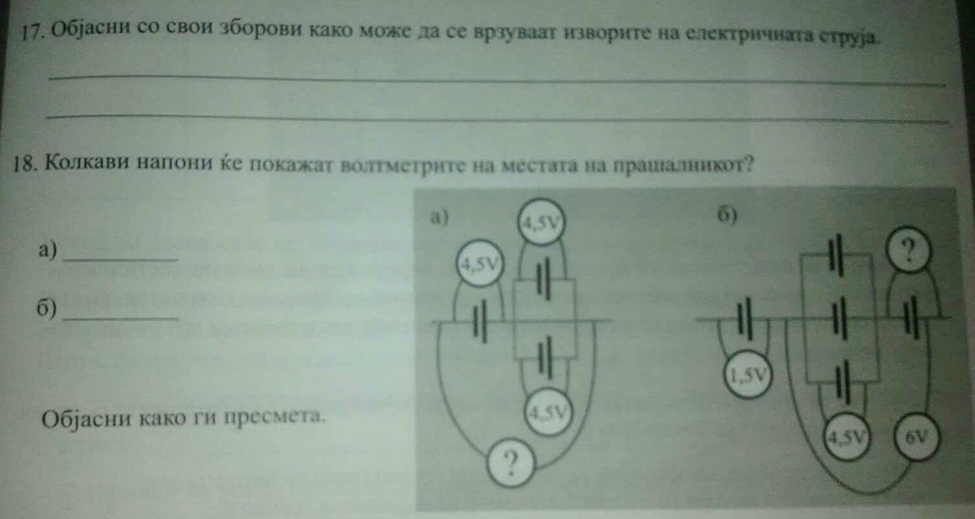 17. Објасни со свои зборови како може да се врзуваат изворите на електричната струја.
18. Колкави напони ќе покажат волтметрите на местата на прашалникот?
а)
б)
Објасни како ги пресмета.
а)
4,5V
4,5V
4,5V
?
б)
?
1,5V
4,5V
6V